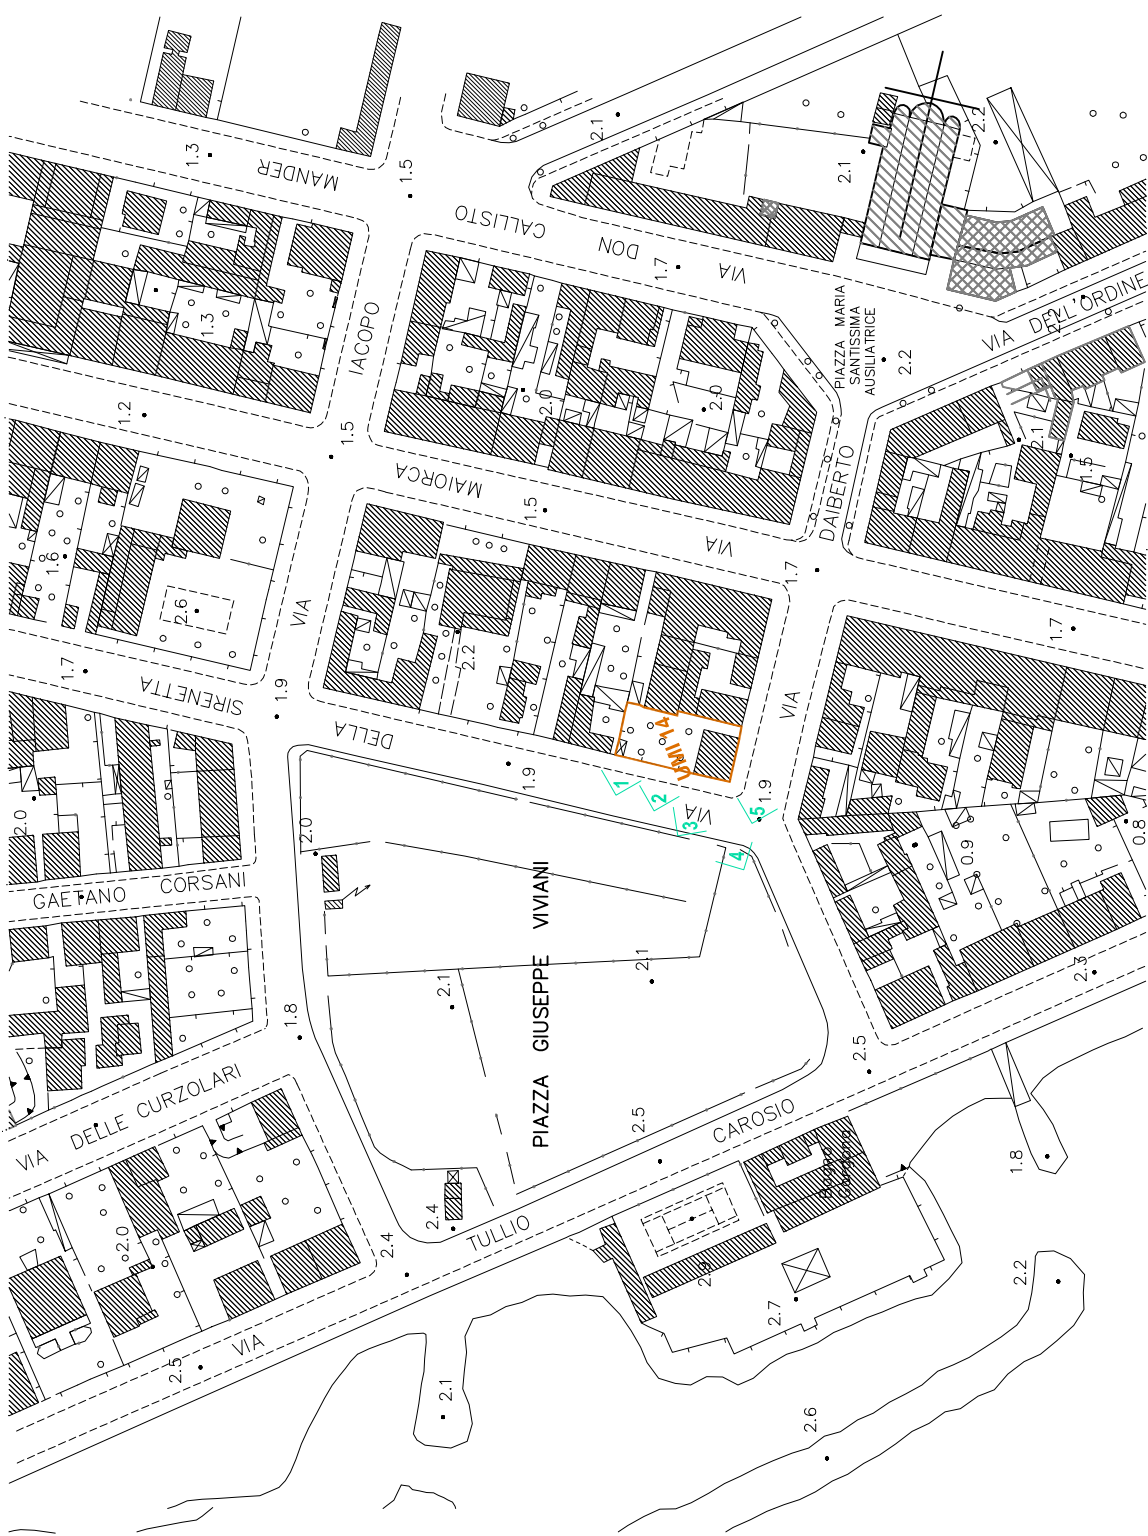 MANDER
1.3
1.5
2.1
2.2
2.1
CALLISTO
DON
1.7
VIA
IACOPO
1.3
1.2
1.5
2.0
2.0
PIAZZA MARIA
SANTISSIMA
AUSILIATRICE
2.2
VIA DELL'ORDINE
2.2
MAIORCA
1.5
VIA
DAIBERTO
2.1
1.5
1.6
2.6
VIA
1.7
1.7
1.7
SIRENETTA
1.9
2.2
DELLA
1.9
UMI 14
VIA
VIA
1.9
1
2
3
4
5
2.0
2.0
GAETANO CORSANI
PIAZZA GIUSEPPE VIVIANI
0.9
0.8
2.1
2.1
2.3
1.8
2.5
VIA DELLE CURZOLARI
2.5
CAROSIO
1.8
2.0
2.4
2.4
TULLIO
2.9
2.7
2.2
VIA
2.5
2.1
2.6